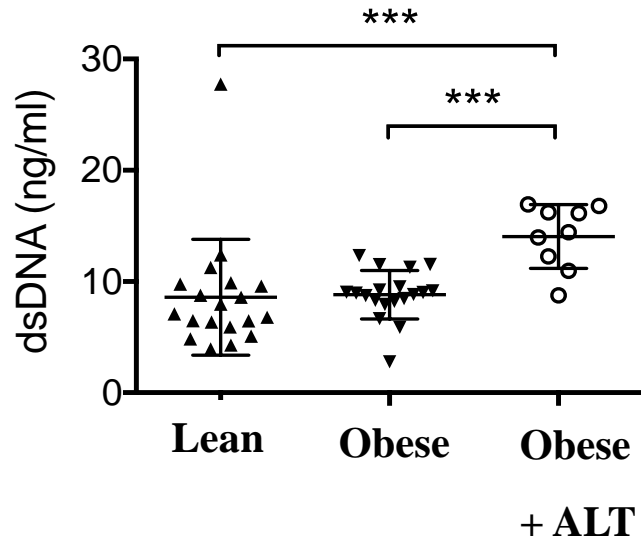 ***
30
***
20
dsDNA (ng/ml)
10
0
Lean Obese Obese
+ ALT